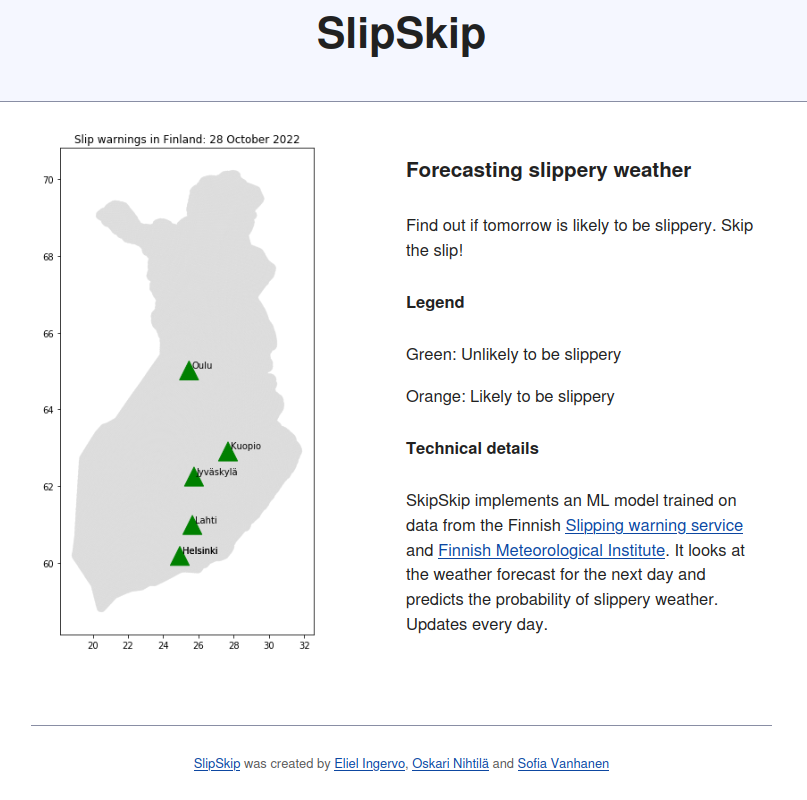 SlipSkip
Slip warnings in Finland: 28 October 2022
70
68
66
64
62
60
20 22 24 26 28 30 32
Oulu
Kuopio
Jyväskylä
Lahti
Helsinki
Forecasting slippery weather
Find out if tomorrow is likely to be slippery. Skip
the slip!
Legend
Green: Unlikely to be slippery
Orange: Likely to be slippery
Technical details
SkipSkip implements an ML model trained on
data from the Finnish Slipping warning service
and Finnish Meteorological Institute. It looks at
the weather forecast for the next day and
predicts the probability of slippery weather.
Updates every day.
SlipSkip was created by Eliel Ingervo, Oskari Nihtilä and Sofia Vanhanen